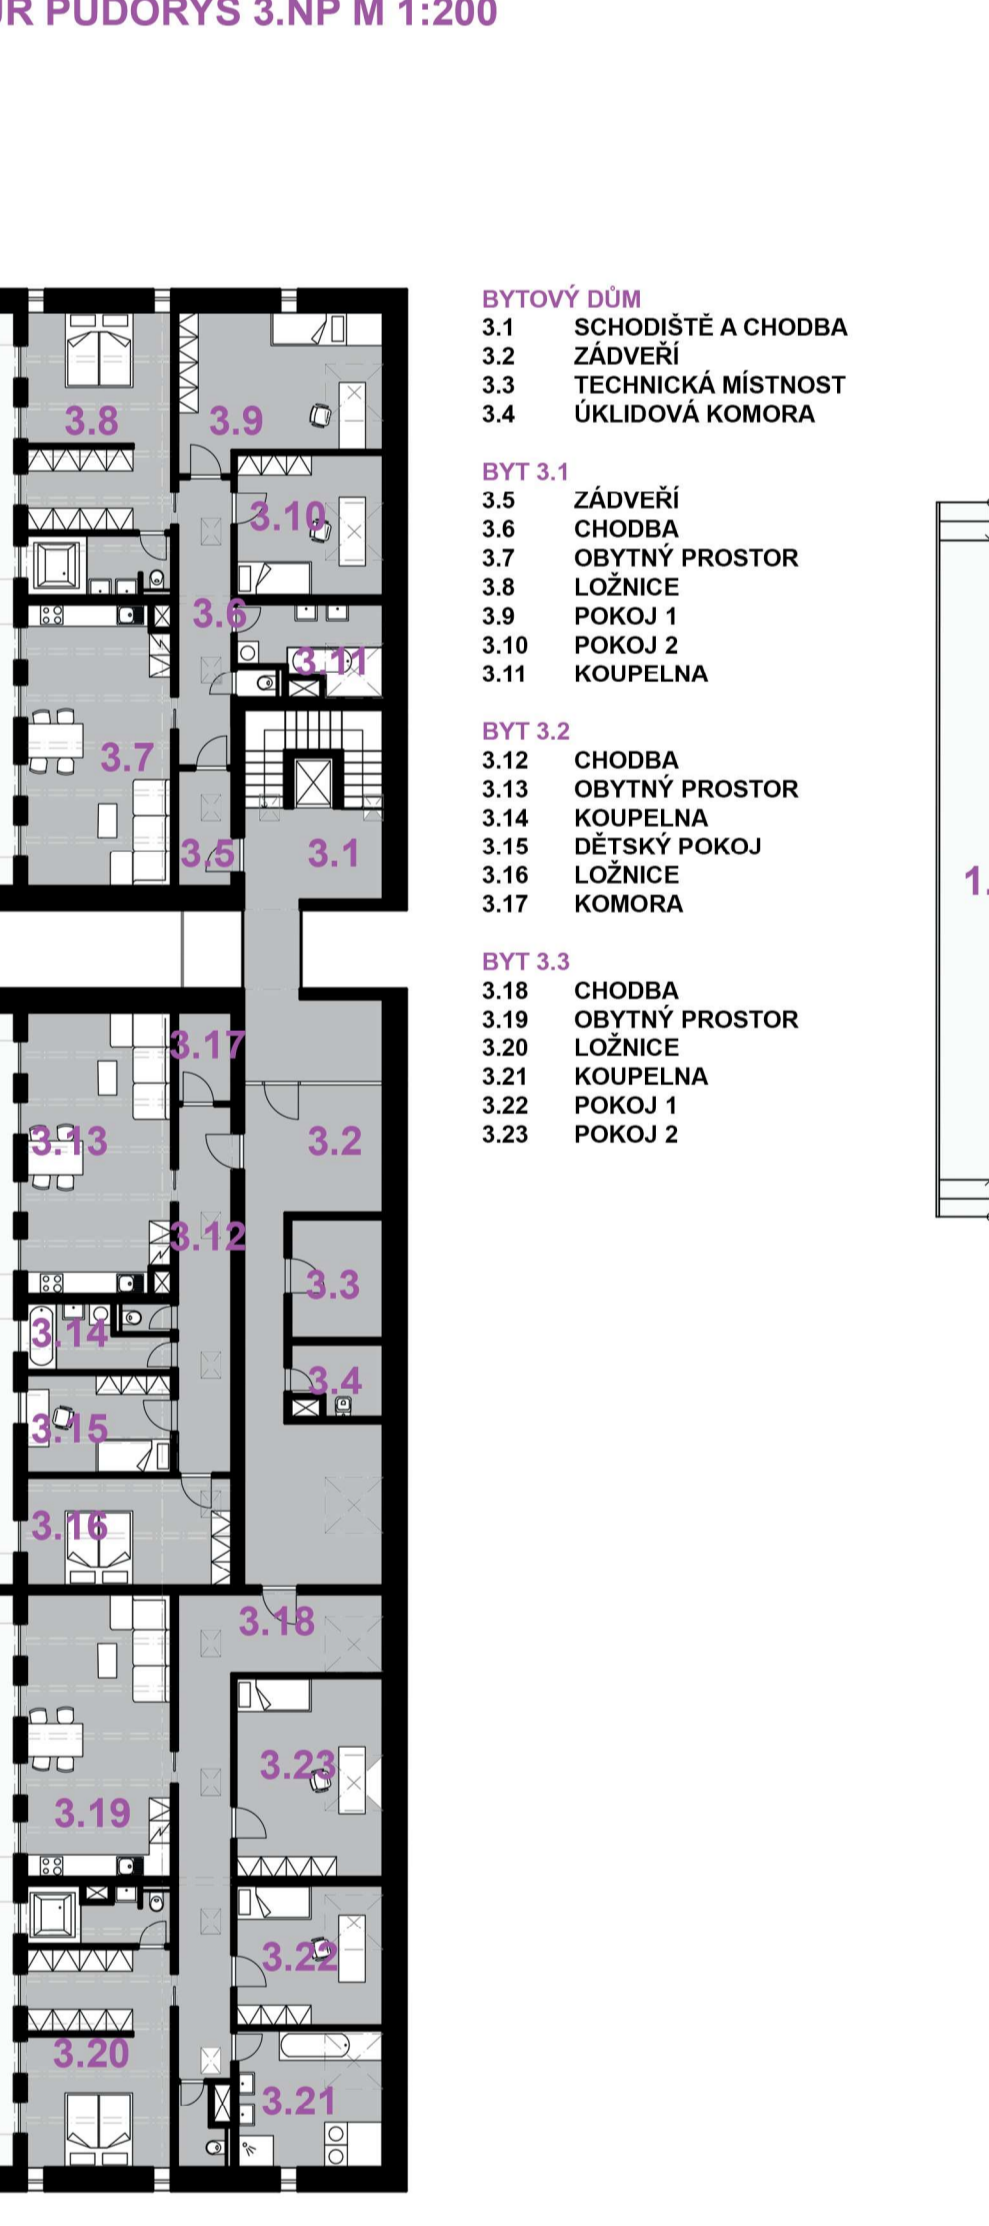 PŮDORYS 3.NP M 1:200
BYTOVÝ DŮM
3.1 SCHODIŠTĚ A CHODBA
3.2 ZÁDVEŘÍ
3.3 TECHNICKÁ MÍSTNOST
3.4 ÚKLIDOVÁ KOMORA
BYT 3.1
3.5 ZÁDVEŘÍ
3.6 CHODBA
3.7 OBYTNÝ PROSTOR
3.8 LOŽNICE
3.9 POKOJ 1
3.10 POKOJ 2
3.11 KOUPELNA
BYT 3.2
3.12 CHODBA
3.13 OBYTNÝ PROSTOR
3.14 KOUPELNA
3.15 DĚTSKÝ POKOJ
3.16 LOŽNICE
3.17 KOMORA
BYT 3.3
3.18 CHODBA
3.19 OBYTNÝ PROSTOR
3.20 LOŽNICE
3.21 KOUPELNA
3.22 POKOJ 1
3.23 POKOJ 2
3.8
3.9
3.10
3.6
3.11
3.7
3.5
3.1
3.17
3.13
3.2
3.12
3.3
3.14
3.4
3.15
3.16
3.18
3.23
3.19
3.22
3.20
3.21
1.